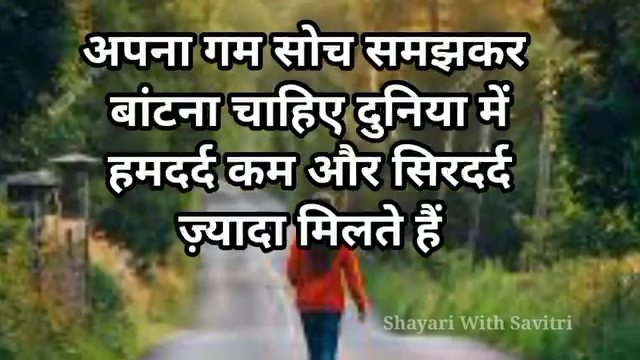 अपना गम सोच समझकर
बांटना चाहिए दुनिया में
हमदर्द कम और सिरदर्द
ज़्यादा मिलते हैं
Shayari With Savitri